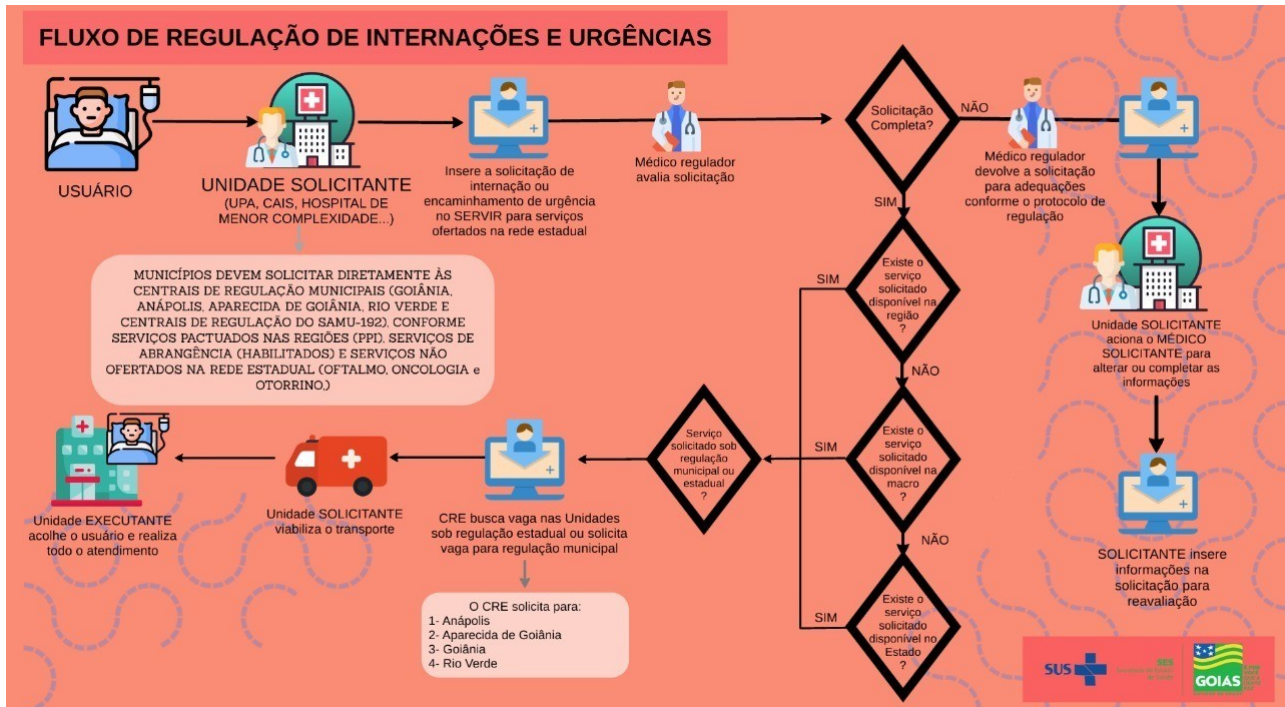 FLUXO DE REGULAÇÃO DE INTERNAÇÕES E URGÊNCIAS
USUÁRIO
UNIDADE SOLICITANTE
(UPA, CAIS, HOSPITAL DE
MENOR COMPLEXIDADE...)
Insere a solicitação de
internação ou
encaminhamento de urgência
no SERVIR para serviços
ofertados na rede estadual
Médico regulador
avalia solicitação
Solicitação
Completa?
NÃO
Médico regulador
devolve a solicitação
para adequações
conforme o protocolo de
regulação
SIM
Unidade SOLICITANTE
aciona o MÉDICO
SOLICITANTE para
alterar ou completar as
informações
SOLICITANTE insere
informações na
solicitação para
reavaliação
MUNICÍPIOS DEVEM SOLICITAR DIRETAMENTE ÀS
CENTRAIS DE REGULAÇÃO MUNICIPAIS (GOIÂNIA,
ANÁPOLIS, APARECIDA DE GOIÂNIA, RIO VERDE E
CENTRAIS DE REGULAÇÃO DO SAMU-192), CONFORME
SERVIÇOS PACTUADOS NAS REGIÕES (PPI), SERVIÇOS DE
ABRANGÊNCIA (HABILITADOS) E SERVIÇOS NÃO
OFERTADOS NA REDE ESTADUAL (OFTALMO, ONCOLOGIA e
OTORRINO,)
Existe o
serviço
solicitado
disponível na
região
?
SIM
NÃO
Existe o
serviço
solicitado
disponível na
macro
?
SIM
NÃO
Existe o
serviço
solicitado
disponível no
Estado
?
SIM
Serviço
solicitado sob
regulação
municipal ou
estadual
?
CRE busca vaga nas Unidades
sob regulação estadual ou solicita
vaga para regulação municipal
O CRE solicita para:
1- Anápolis
2- Aparecida de Goiânia
3- Goiânia
4- Rio Verde
Unidade SOLICITANTE
viabiliza o transporte
Unidade EXECUTANTE
acolhe o usuário e realiza
todo o atendimento
SUS
SES
GOIÁS